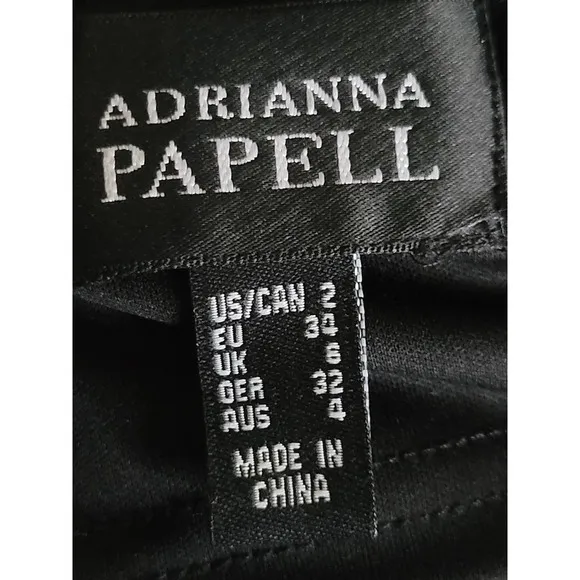 ADRIANNA
PAPELL
US/CAN 2
EU 34
UK 6
GER 32
AUS 4
MADE IN
CHINA